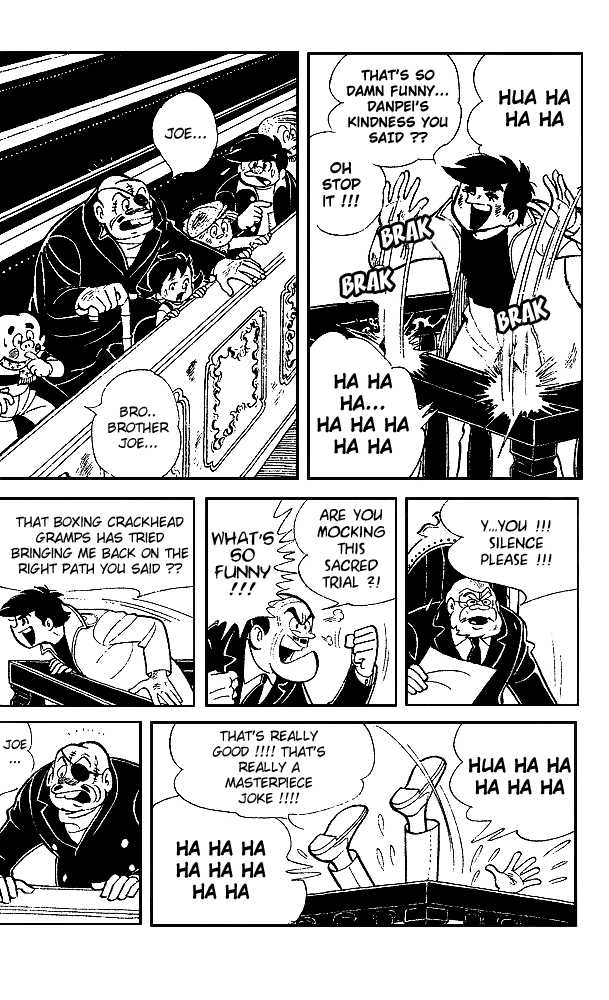 HUA HA
HA HA
THAT'S SO
DAMN FUNNY...
DANPEI'S
KINDNESS YOU
SAID ??
OH
STOP
IT !!!
BRAK
BRAK
BRAK
HA HA
HA...
HA HA HA
HA HA
JOE...
BRO..
BROTHER
JOE...
Y...YOU !!!
SILENCE
PLEASE !!!
ARE YOU
MOCKING
THIS
SACRED
TRIAL ?!
WHAT'S
SO
FUNNY
!!!
THAT BOXING CRACKHEAD
GRAMPS HAS TRIED
BRINGING ME BACK ON THE
RIGHT PATH YOU SAID ??
HUA HA HA
HA HA HA
THAT'S REALLY
GOOD !!!! THAT'S
REALLY A
MASTERPIECE
JOKE !!!!
HA HA HA
HA HA HA
HA HA
JOE
...